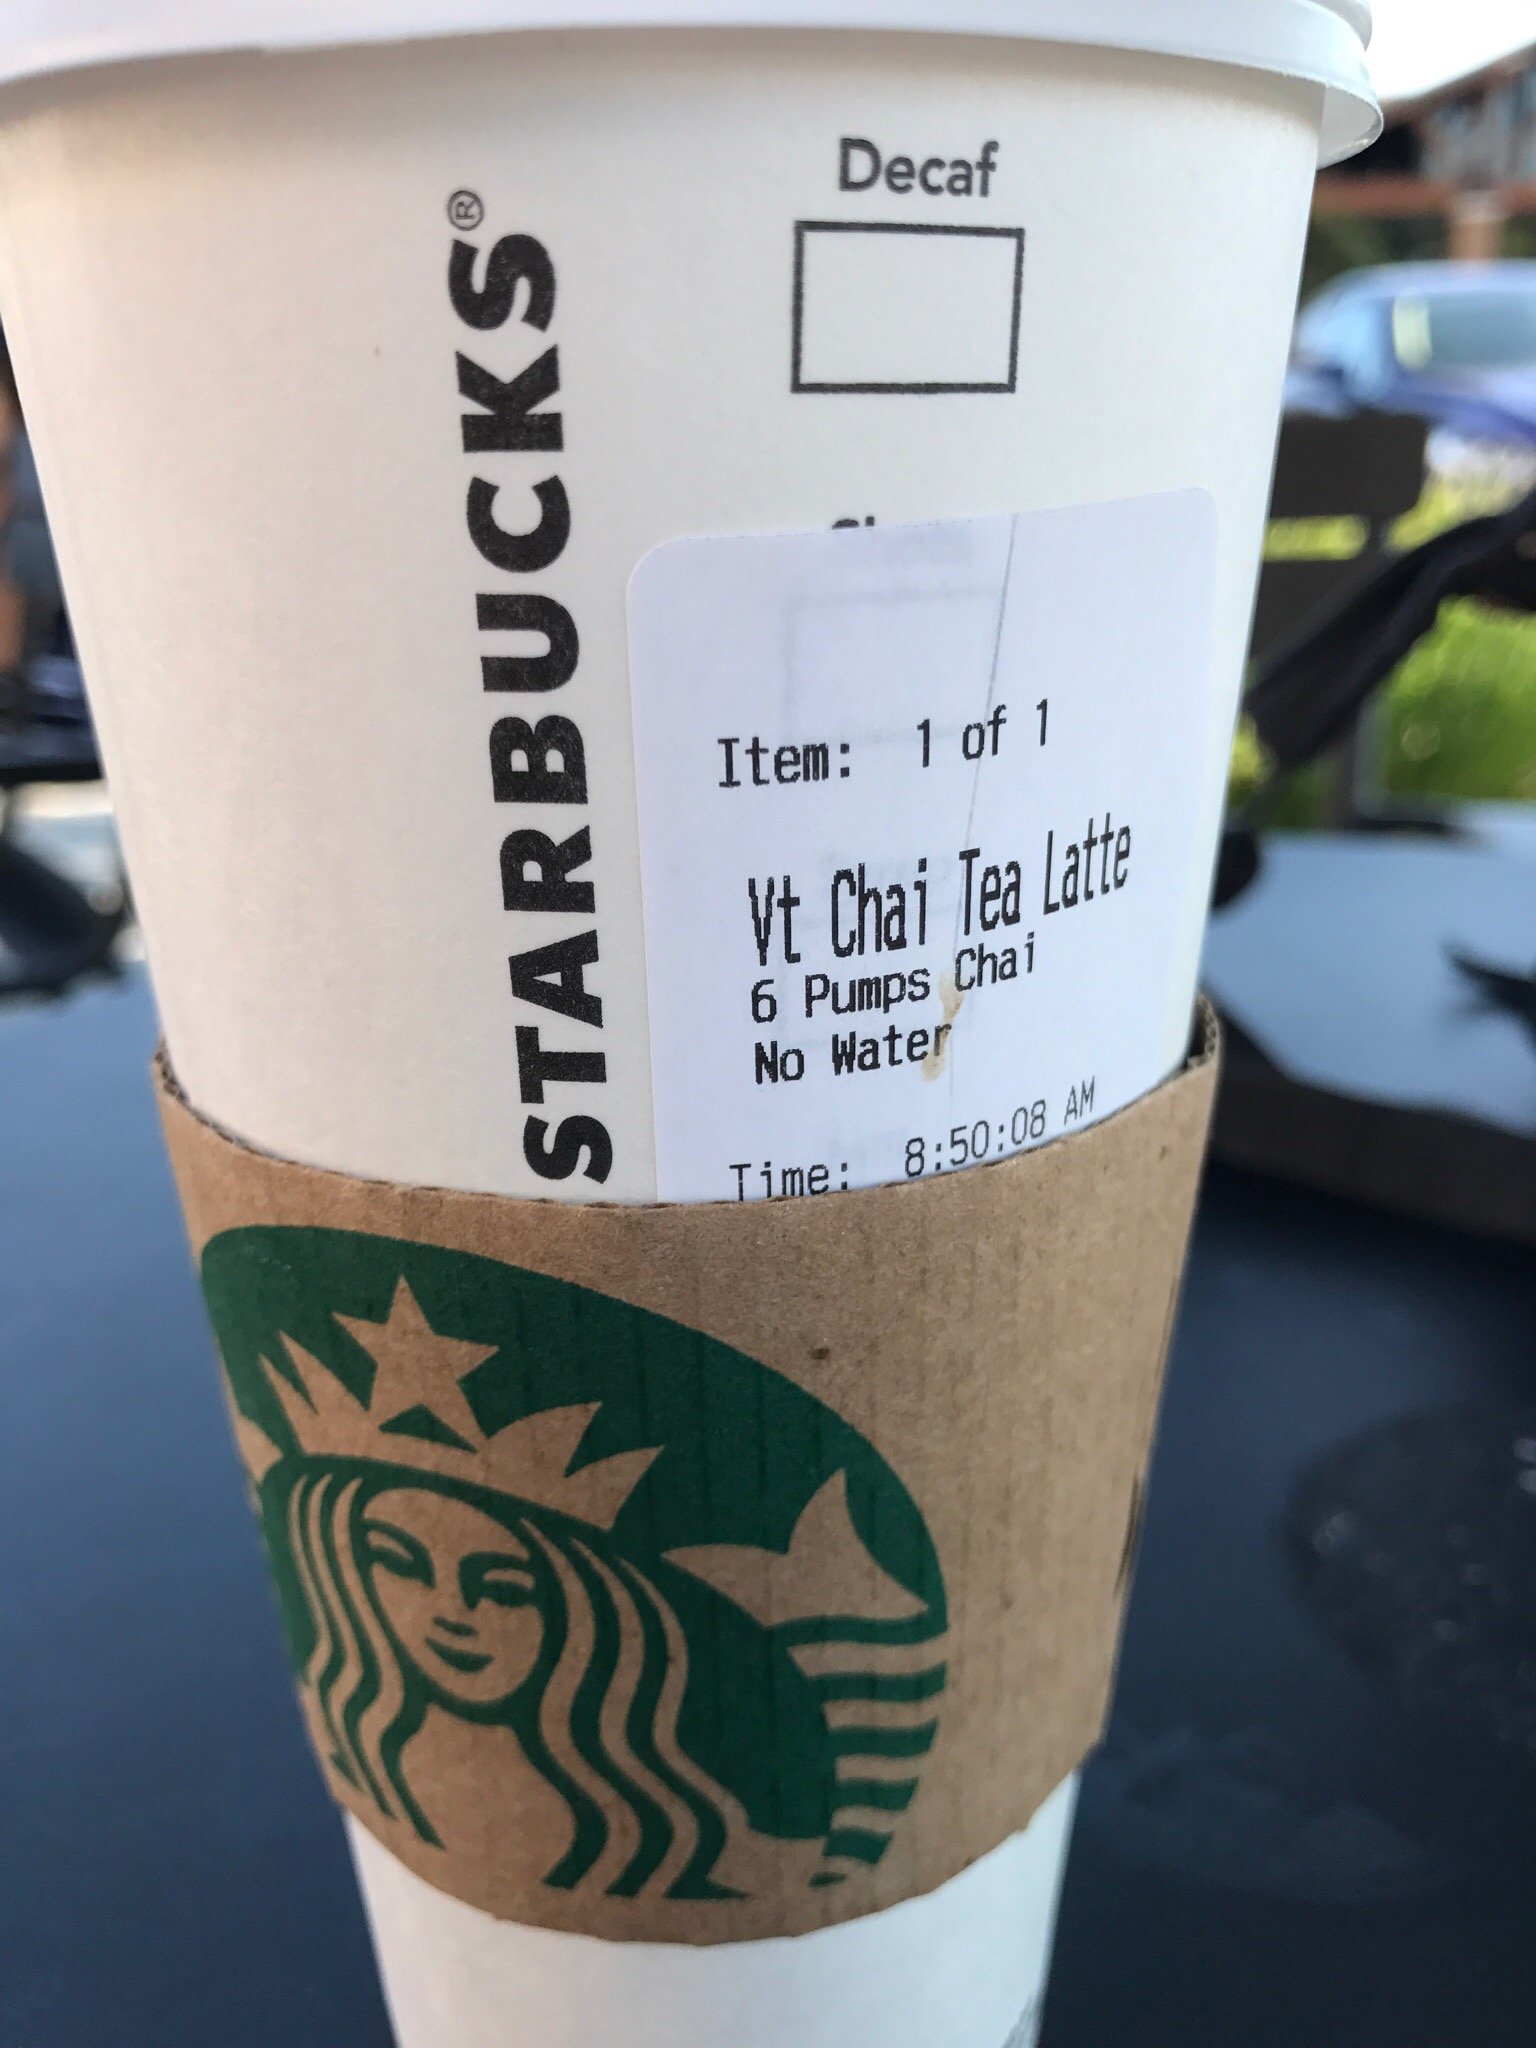 STARBUCKS®
Decaf
Item: 1 of 1
Vt Chai Tea Latte
6 Pumps Chai
No Water
Time: 8:50:08 AM